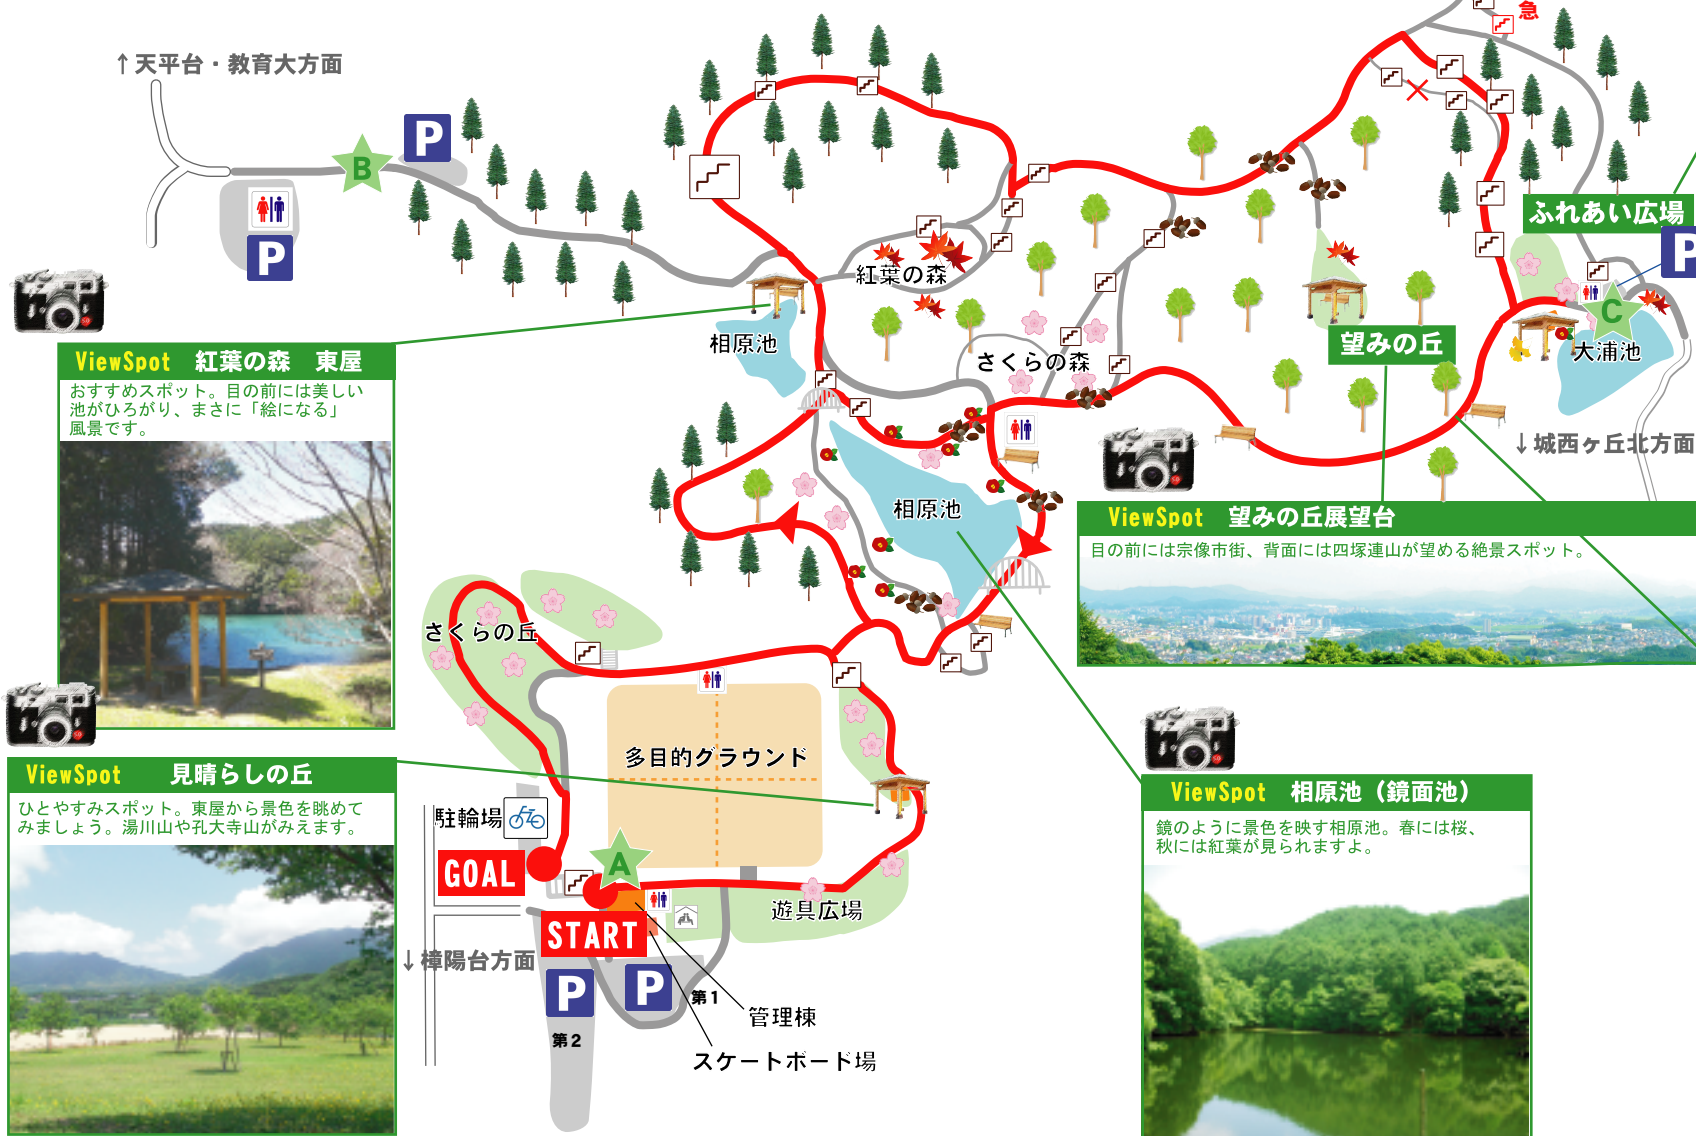 急
↑天平台・教育大方面
B
P
P
ふれあい広場
P
紅葉の森
相原池
さくらの森
望みの丘
C
大浦池
↓城西ヶ丘北方面
ViewSpot 紅葉の森 東屋
おすすめスポット。目の前には美しい
池がひろがり、まさに「絵になる」
風景です。
相原池
ViewSpot 望みの丘展望台
目の前には宗像市街、背面には四塚連山が望める絶景スポット。
さくらの丘
多目的グラウンド
ViewSpot 見晴らしの丘
ひとやすみスポット。東屋から景色を眺めて
みましょう。湯川山や孔大寺山がみえます。
駐輪場
GOAL
A
START
遊具広場
↓樟陽台方面
P
第2
P
第1
管理棟
スケートボード場
ViewSpot 相原池（鏡面池）
鏡のように景色を映す相原池。春には桜、
秋には紅葉が見られますよ。